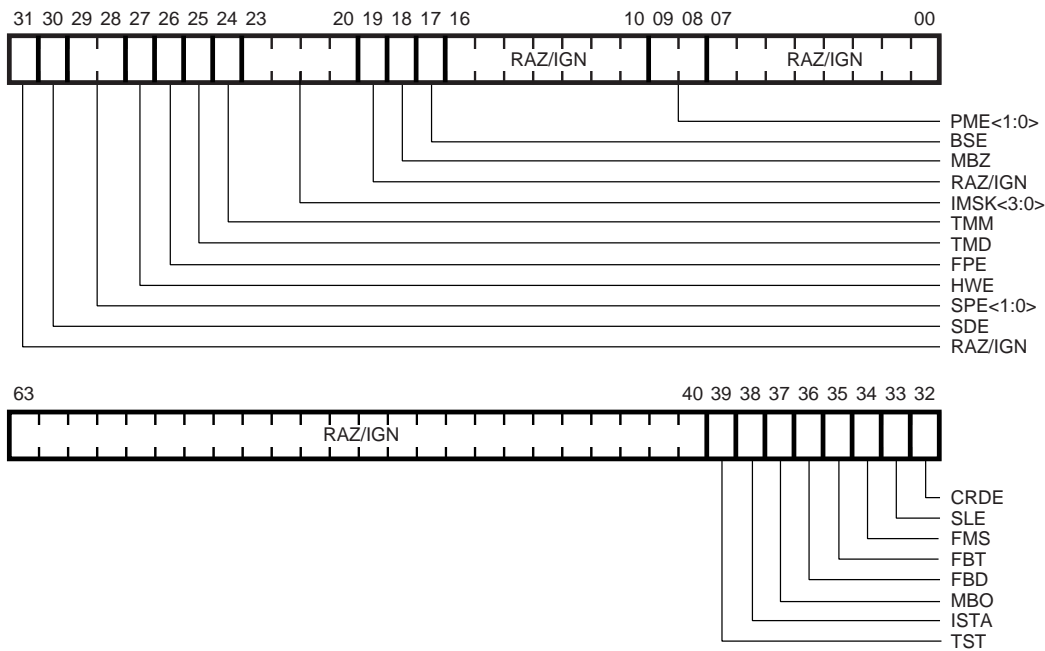 31 30 29 28 27 26 25 24 23 20 19 18 17 16 10 09 08 07 00
RAZ/IGN RAZ/IGN
PME<1:0>
BSE
MBZ
RAZ/IGN
IMSK<3:0>
TMM
TMD
FPE
HWE
SPE<1:0>
SDE
RAZ/IGN
63 40 39 38 37 36 35 34 33 32
RAZ/IGN
CRDE
SLE
FMS
FBT
FBD
MBO
ISTA
TST